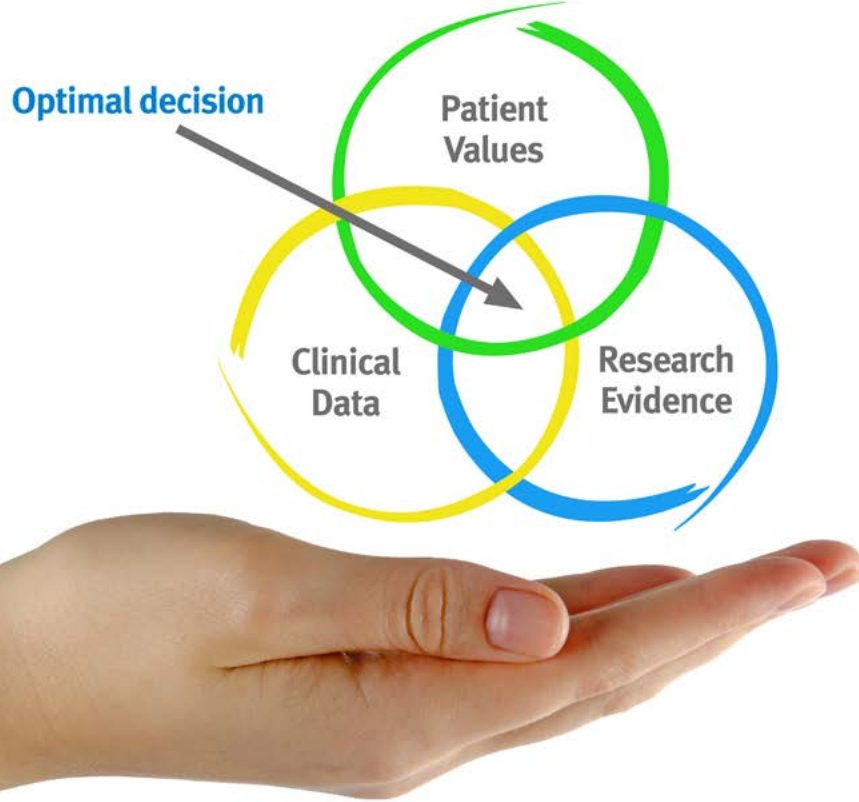 Optimal decision
Patient
Values
Clinical
Data
Research
Evidence